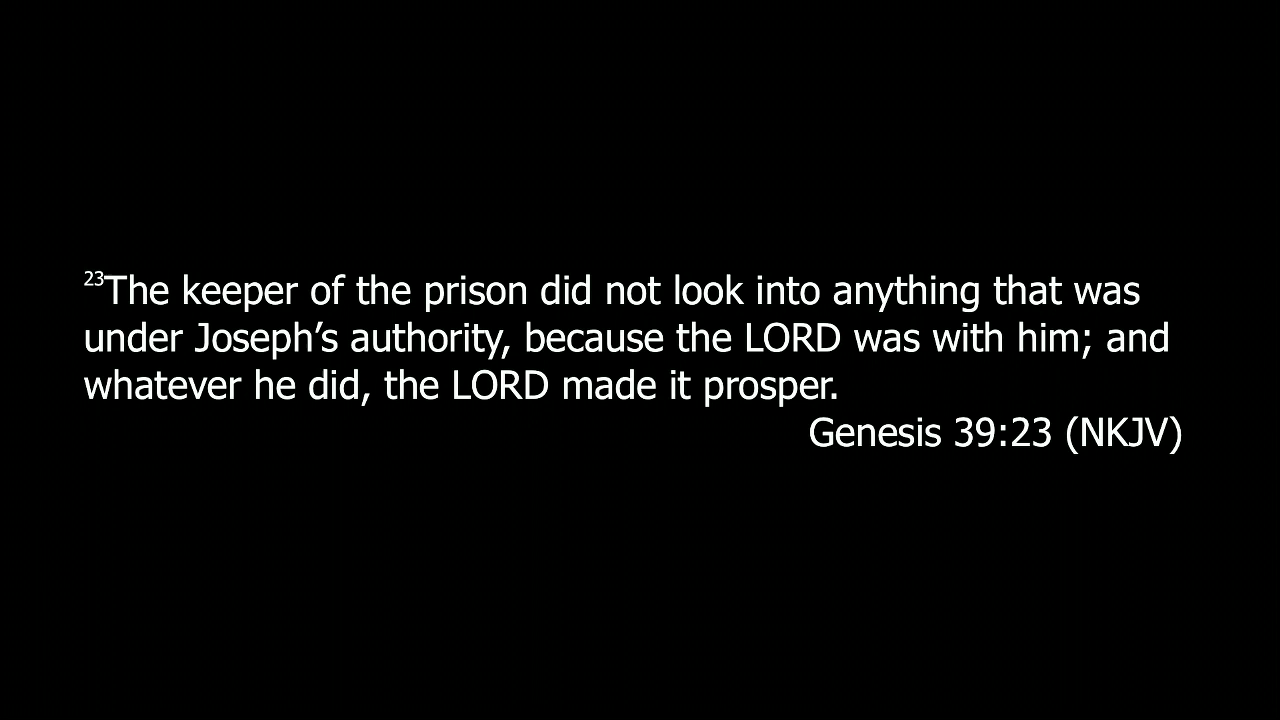 23The keeper of the prison did not look into anything that was
under Joseph’s authority, because the LORD was with him; and
whatever he did, the LORD made it prosper.
Genesis 39:23 (NKJV)